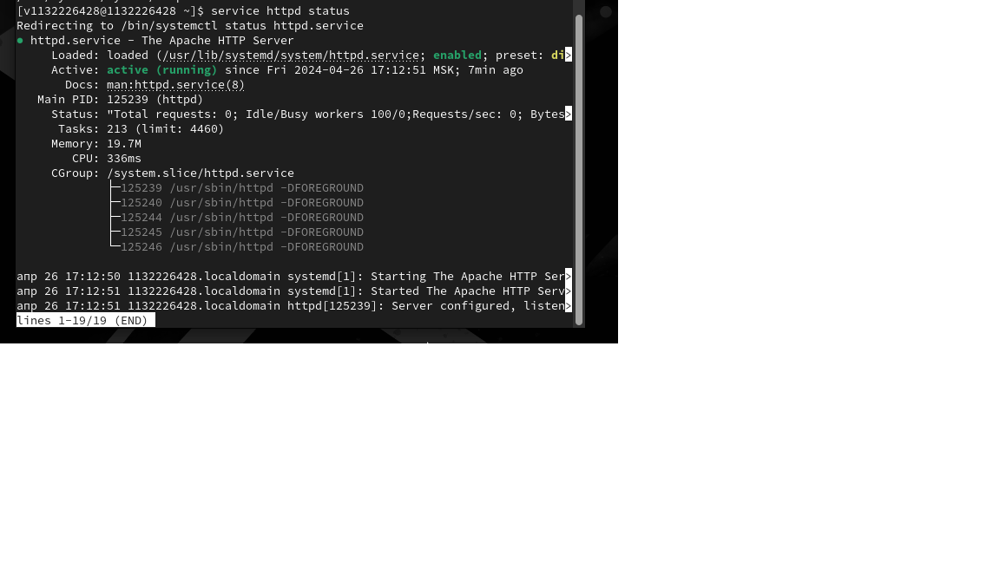 [v1132226428@1132226428 ~]$ service httpd status
Redirecting to /bin/systemctl status httpd.service
● httpd.service - The Apache HTTP Server
     Loaded: loaded (/usr/lib/systemd/system/httpd.service; enabled; preset: di>
     Active: active (running) since Fri 2024-04-26 17:12:51 MSK; 7min ago
       Docs: man:httpd.service(8)
   Main PID: 125239 (httpd)
     Status: "Total requests: 0; Idle/Busy workers 100/0;Requests/sec: 0; Bytes>
      Tasks: 213 (limit: 4460)
     Memory: 19.7M
        CPU: 336ms
     CGroup: /system.slice/httpd.service
             ├─125239 /usr/sbin/httpd -DFOREGROUND
             ├─125240 /usr/sbin/httpd -DFOREGROUND
             ├─125244 /usr/sbin/httpd -DFOREGROUND
             ├─125245 /usr/sbin/httpd -DFOREGROUND
             └─125246 /usr/sbin/httpd -DFOREGROUND

апр 26 17:12:50 1132226428.localdomain systemd[1]: Starting The Apache HTTP Ser>
апр 26 17:12:51 1132226428.localdomain systemd[1]: Started The Apache HTTP Serv>
апр 26 17:12:51 1132226428.localdomain httpd[125239]: Server configured, listen>
lines 1-19/19 (END)